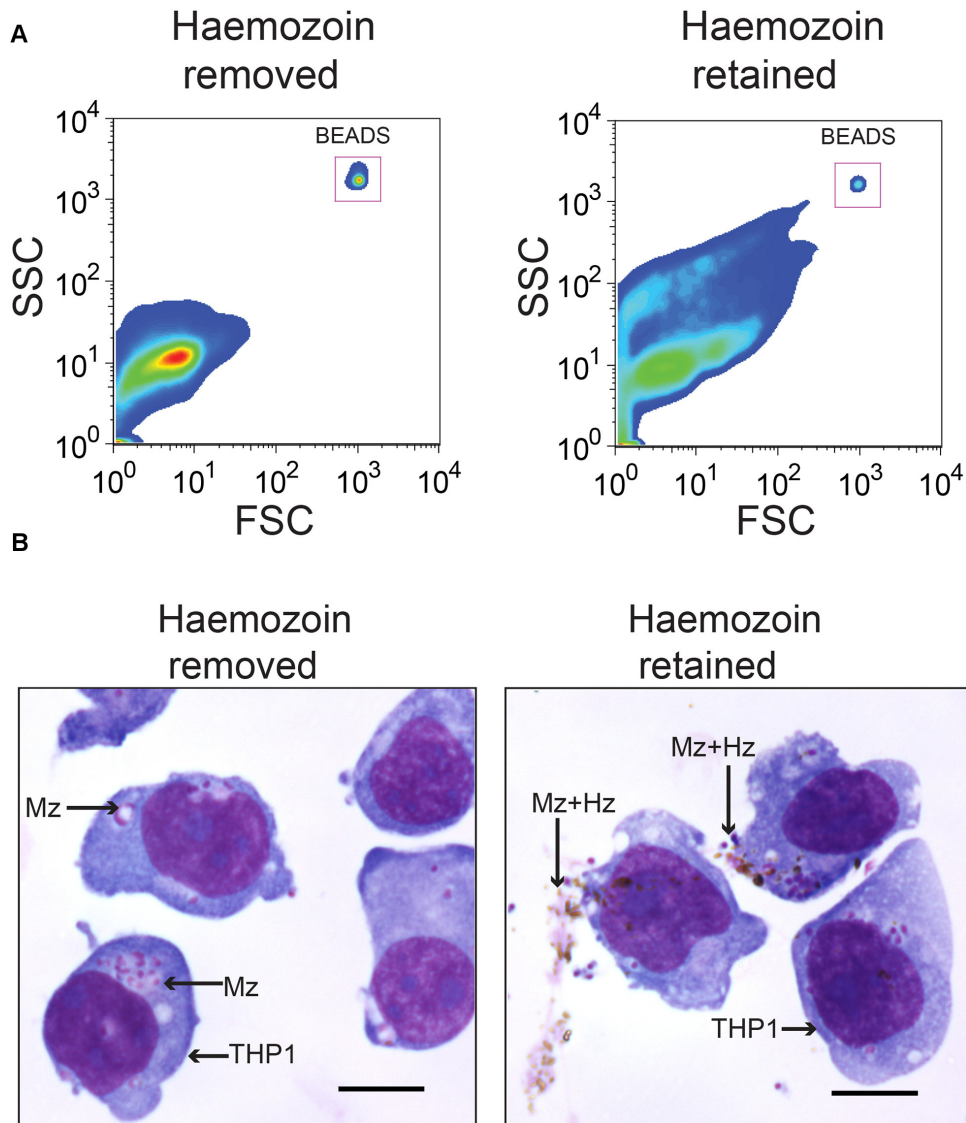 A
Haemozoin
removed
Haemozoin
retained
10⁴
BEADS
10³
SSC
10²
10¹
10⁰
10⁰ 10¹ 10² 10³ 10⁴
FSC
10⁴
BEADS
10³
SSC
10²
10¹
10⁰
10⁰ 10¹ 10² 10³ 10⁴
FSC
B
Haemozoin
removed
Haemozoin
retained
Mz
Mz
THP1
Mz+Hz
Mz+Hz
THP1